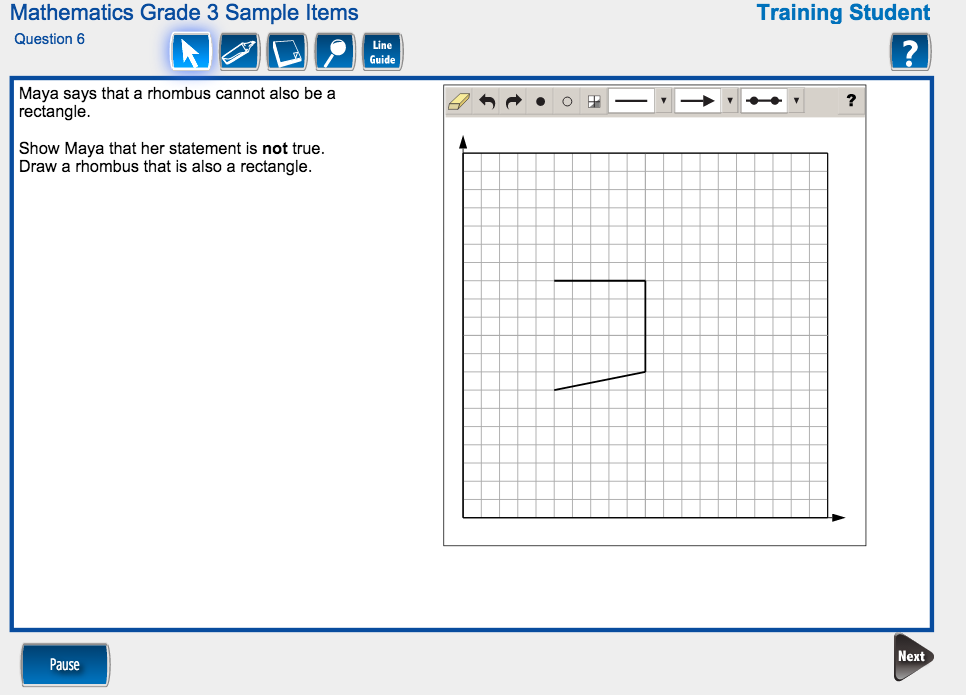 Mathematics Grade 3 Sample Items
Training Student
Question 6
Line
Guide
?
Maya says that a rhombus cannot also be a
rectangle.
Show Maya that her statement is not true.
Draw a rhombus that is also a rectangle.
?
Pause
Next